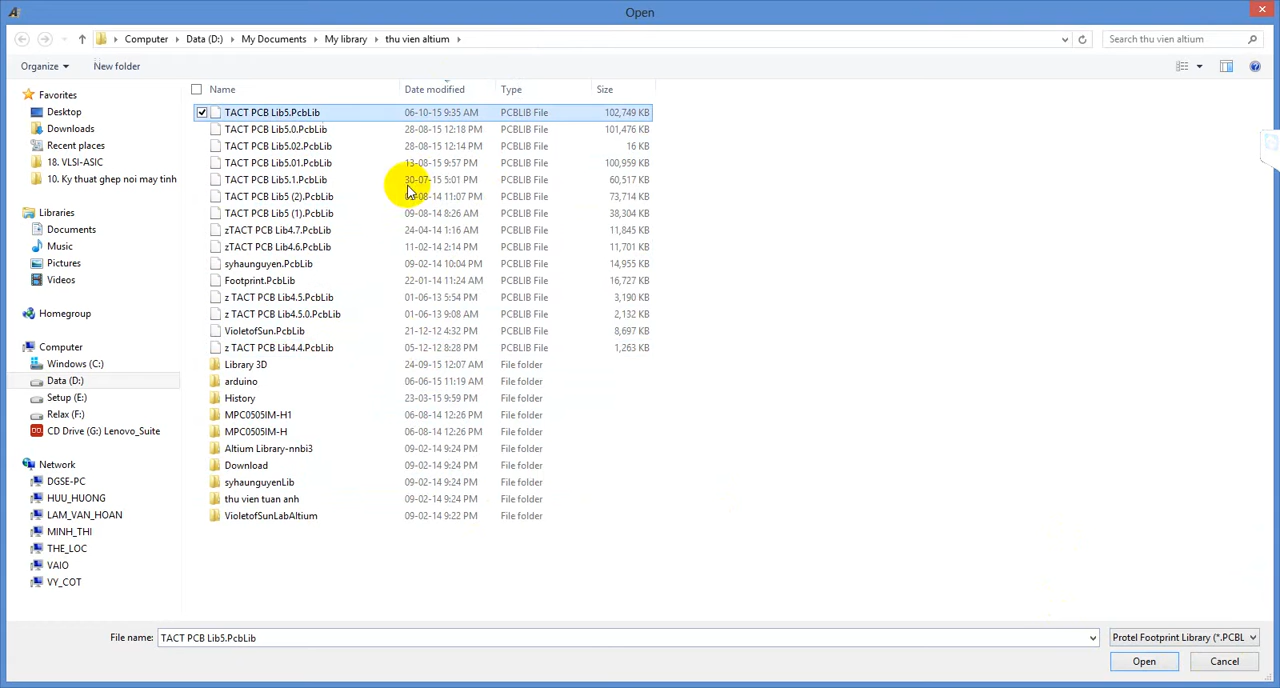 Open
Computer Data (D:) My Documents My library thu vien altium Search thu vien altium
Organize New folder
Name Date modified Type Size
Favorites
Desktop
Downloads
Recent places
18. VLSI-ASIC
10. Ky thuat ghep noi may tinh
Libraries
Documents
Music
Pictures
Videos
Homegroup
Computer
Windows (C:)
Data (D:)
Setup (E:)
Relax (F:)
CD Drive (G:) Lenovo_Suite
Network
DGSE-PC
HUU_HUONG
LAM_VAN_HOAN
MINH_THI
THE_LOC
VAIO
VY_COT
TACT PCB Lib5.PcbLib 06-10-15 9:35 AM PCBLIB File 102,749 KB
TACT PCB Lib5.0.PcbLib 28-08-15 12:18 PM PCBLIB File 101,476 KB
TACT PCB Lib5.02.PcbLib 28-08-15 12:14 PM PCBLIB File 16 KB
TACT PCB Lib5.01.PcbLib 13-08-15 9:57 PM PCBLIB File 100,959 KB
TACT PCB Lib5.1.PcbLib 30-07-15 5:01 PM PCBLIB File 60,517 KB
TACT PCB Lib5 (2).PcbLib 11:07 PM PCBLIB File 73,714 KB
TACT PCB Lib5 (1).PcbLib 09-08-14 8:26 AM PCBLIB File 38,304 KB
zTACT PCB Lib4.7.PcbLib 24-04-14 1:16 AM PCBLIB File 11,845 KB
zTACT PCB Lib4.6.PcbLib 11-02-14 2:14 PM PCBLIB File 11,701 KB
syhaunguyen.PcbLib 09-02-14 10:04 PM PCBLIB File 14,955 KB
Footprint.PcbLib 22-01-14 11:24 AM PCBLIB File 16,727 KB
z TACT PCB Lib4.5.PcbLib 01-06-13 5:54 PM PCBLIB File 3,190 KB
z TACT PCB Lib4.5.0.PcbLib 01-06-13 9:08 AM PCBLIB File 2,132 KB
VioletofSun.PcbLib 21-12-12 4:32 PM PCBLIB File 8,697 KB
z TACT PCB Lib4.4.PcbLib 05-12-12 8:28 PM PCBLIB File 1,263 KB
Library 3D 24-09-15 12:07 AM File folder
arduino 06-06-15 11:19 AM File folder
History 23-03-15 9:59 PM File folder
MPC0505IM-H1 06-08-14 12:26 PM File folder
MPC0505IM-H 06-08-14 12:26 PM File folder
Altium Library-nnbi3 09-02-14 9:24 PM File folder
Download 09-02-14 9:24 PM File folder
syhaunguyenLib 09-02-14 9:24 PM File folder
thu vien tuan anh 09-02-14 9:24 PM File folder
VioletofSunLabAltium 09-02-14 9:22 PM File folder
File name: TACT PCB Lib5.PcbLib Protel Footprint Library (*.PCBL
Open Cancel